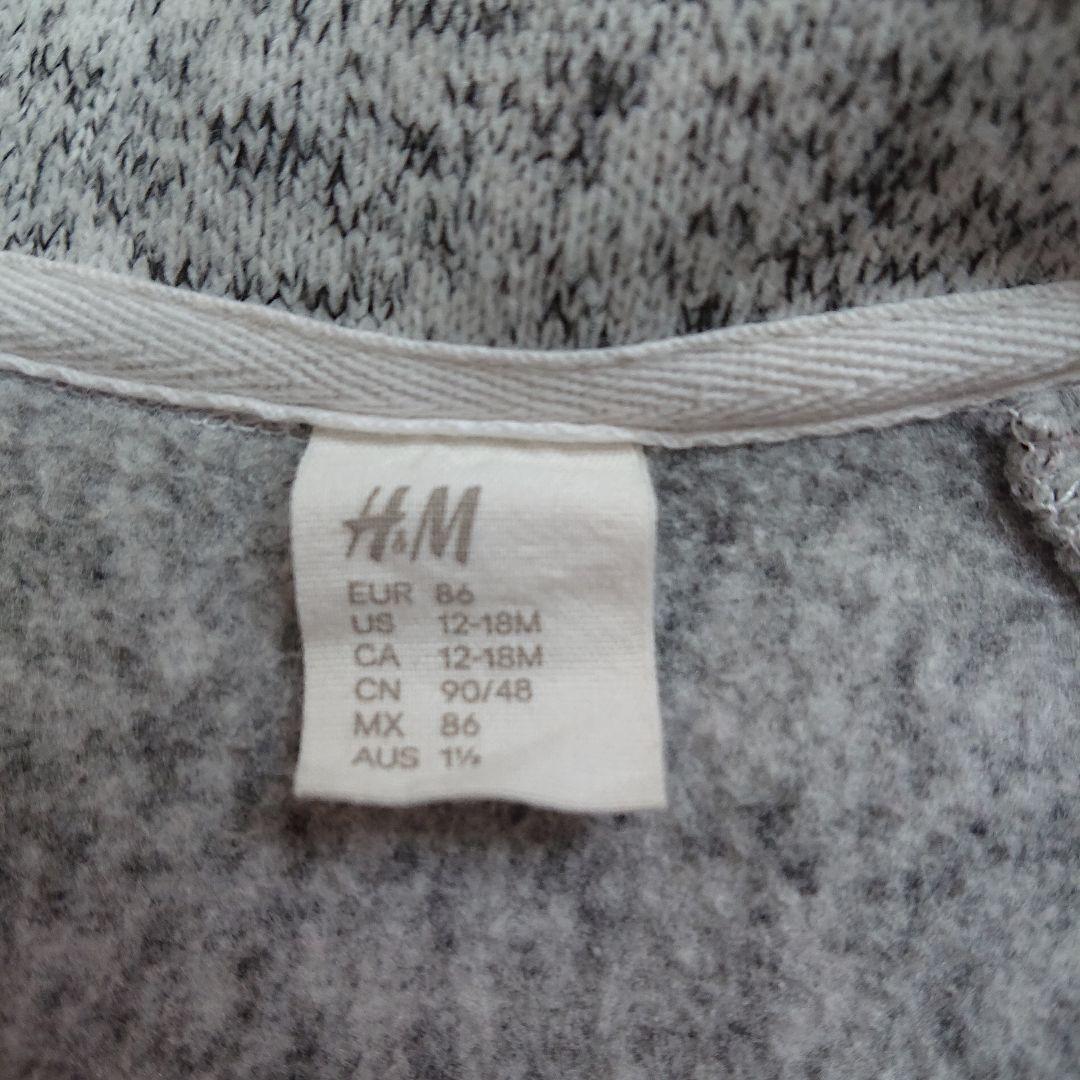 H&M
EUR 86
US 12-18M
CA 12-18M
CN 90/48
MX 86
AUS 1½